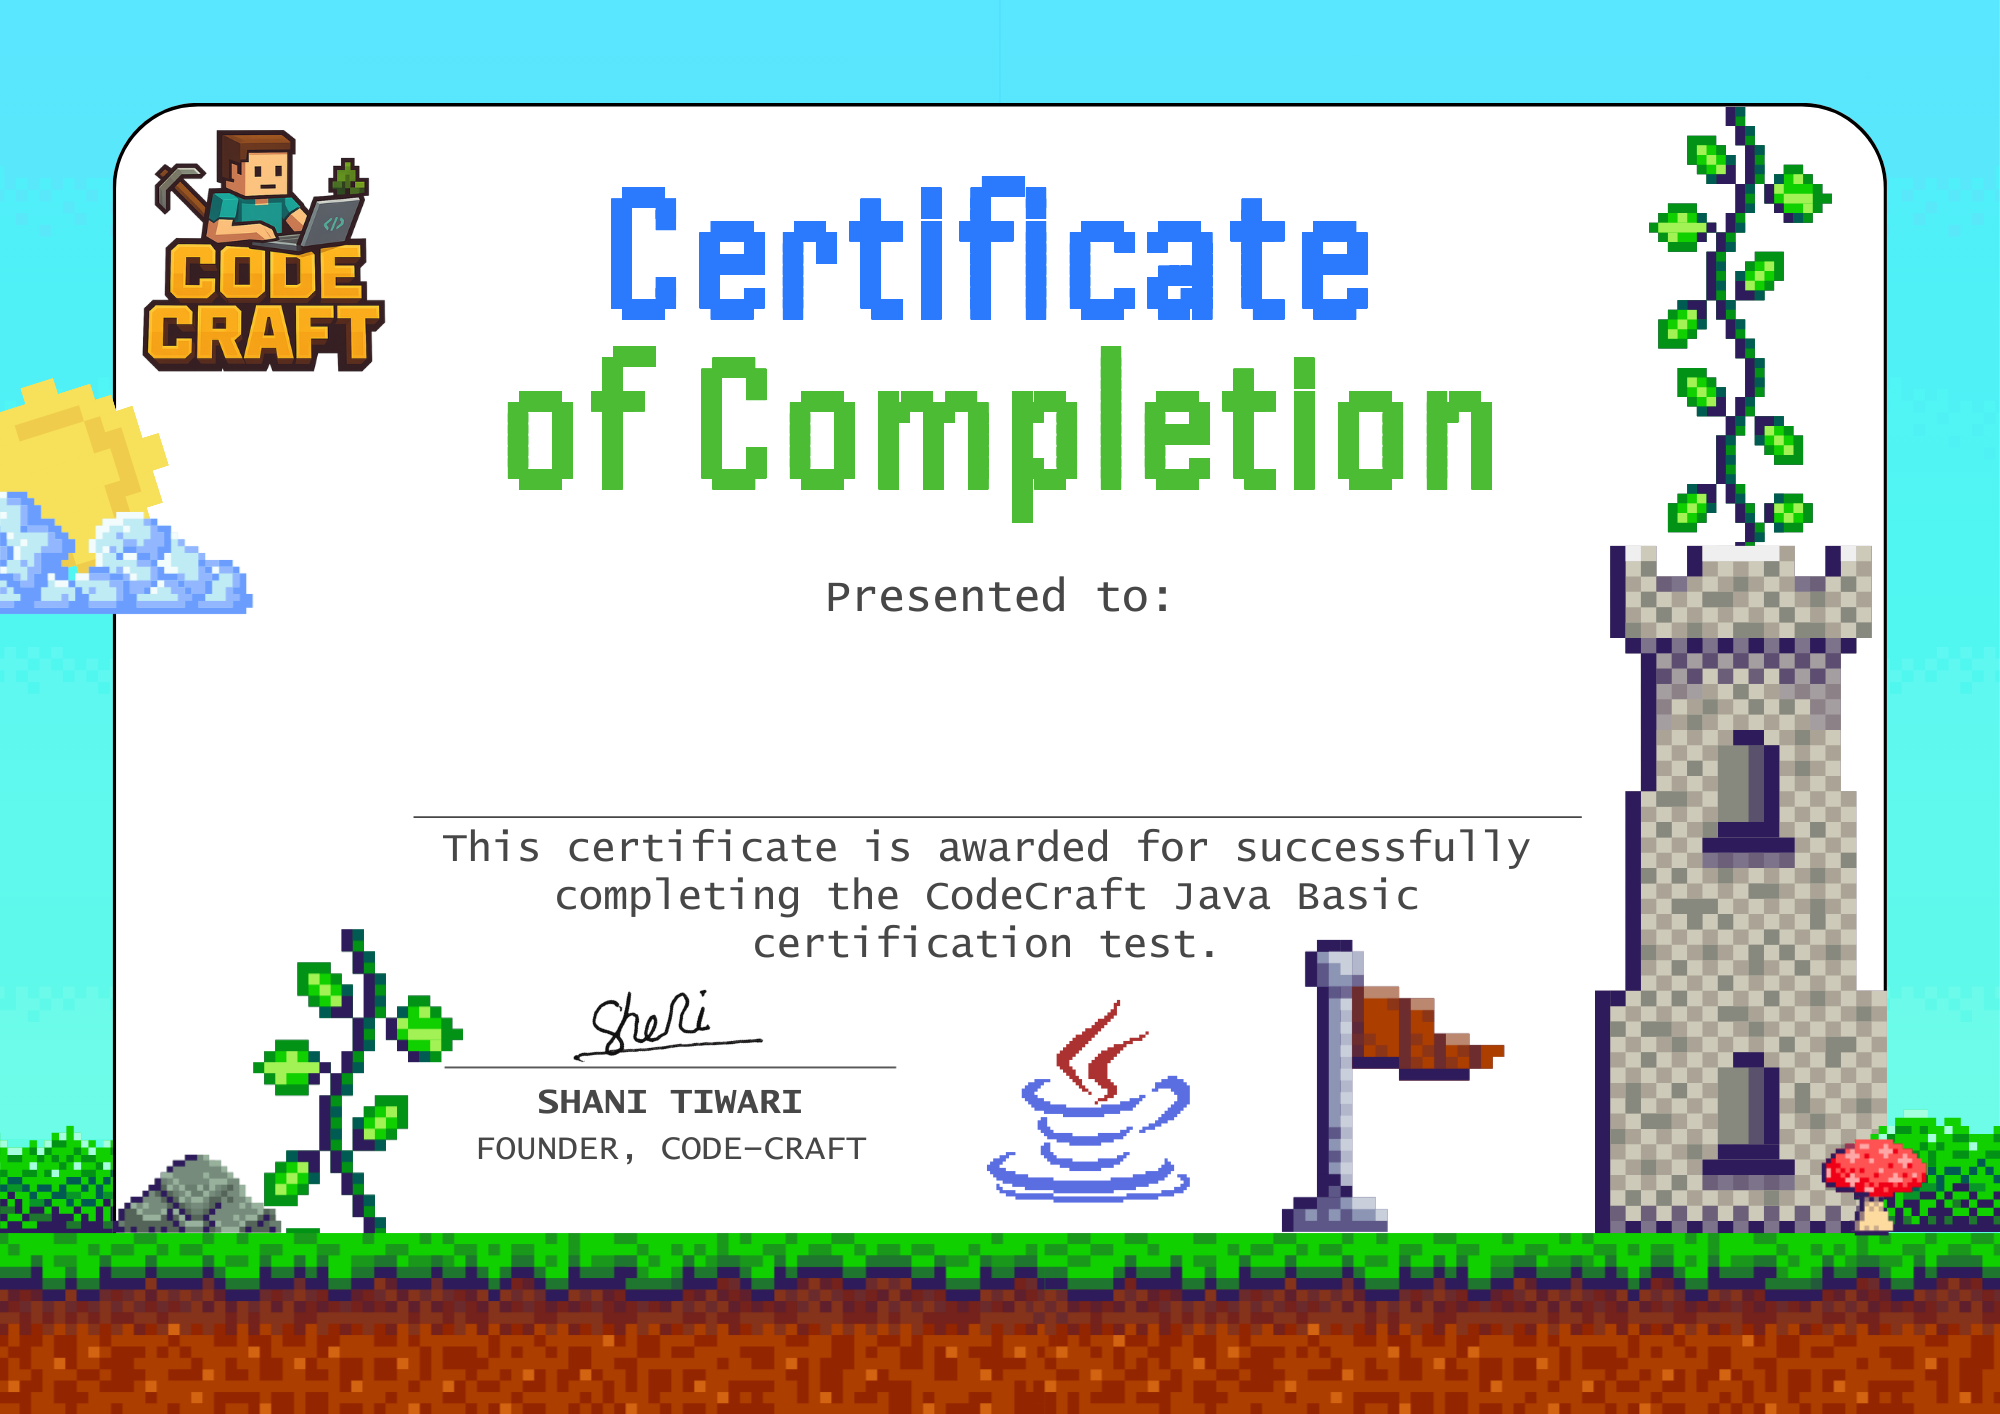 CODE
CRAFT
Certificate
of Completion
Presented to:
This certificate is awarded for successfully
completing the CodeCraft Java Basic
certification test.
Shani
SHANI TIWARI
FOUNDER, CODE-CRAFT